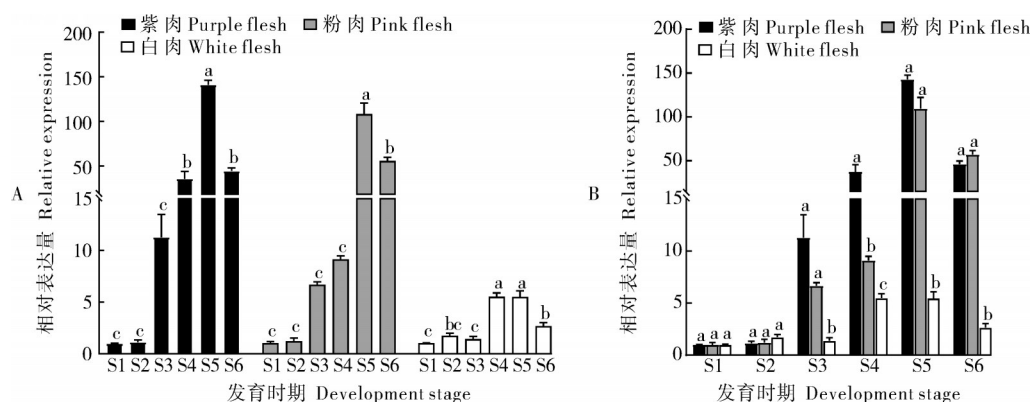 A
紫肉 Purple flesh 粉肉 Pink flesh
白肉 White flesh
相对表达量 Relative expression
200
150
100
50
15
10
5
0
c c c b a b
c c c c a b
c bc c a a b
S1 S2 S3 S4 S5 S6 S1 S2 S3 S4 S5 S6 S1 S2 S3 S4 S5 S6
发育时期 Development stage
B
紫肉 Purple flesh 粉肉 Pink flesh
白肉 White flesh
相对表达量 Relative expression
200
150
100
50
15
10
5
0
a a a
a a a
a a b
a b c
a a b
a a b
S1 S2 S3 S4 S5 S6
发育时期 Development stage